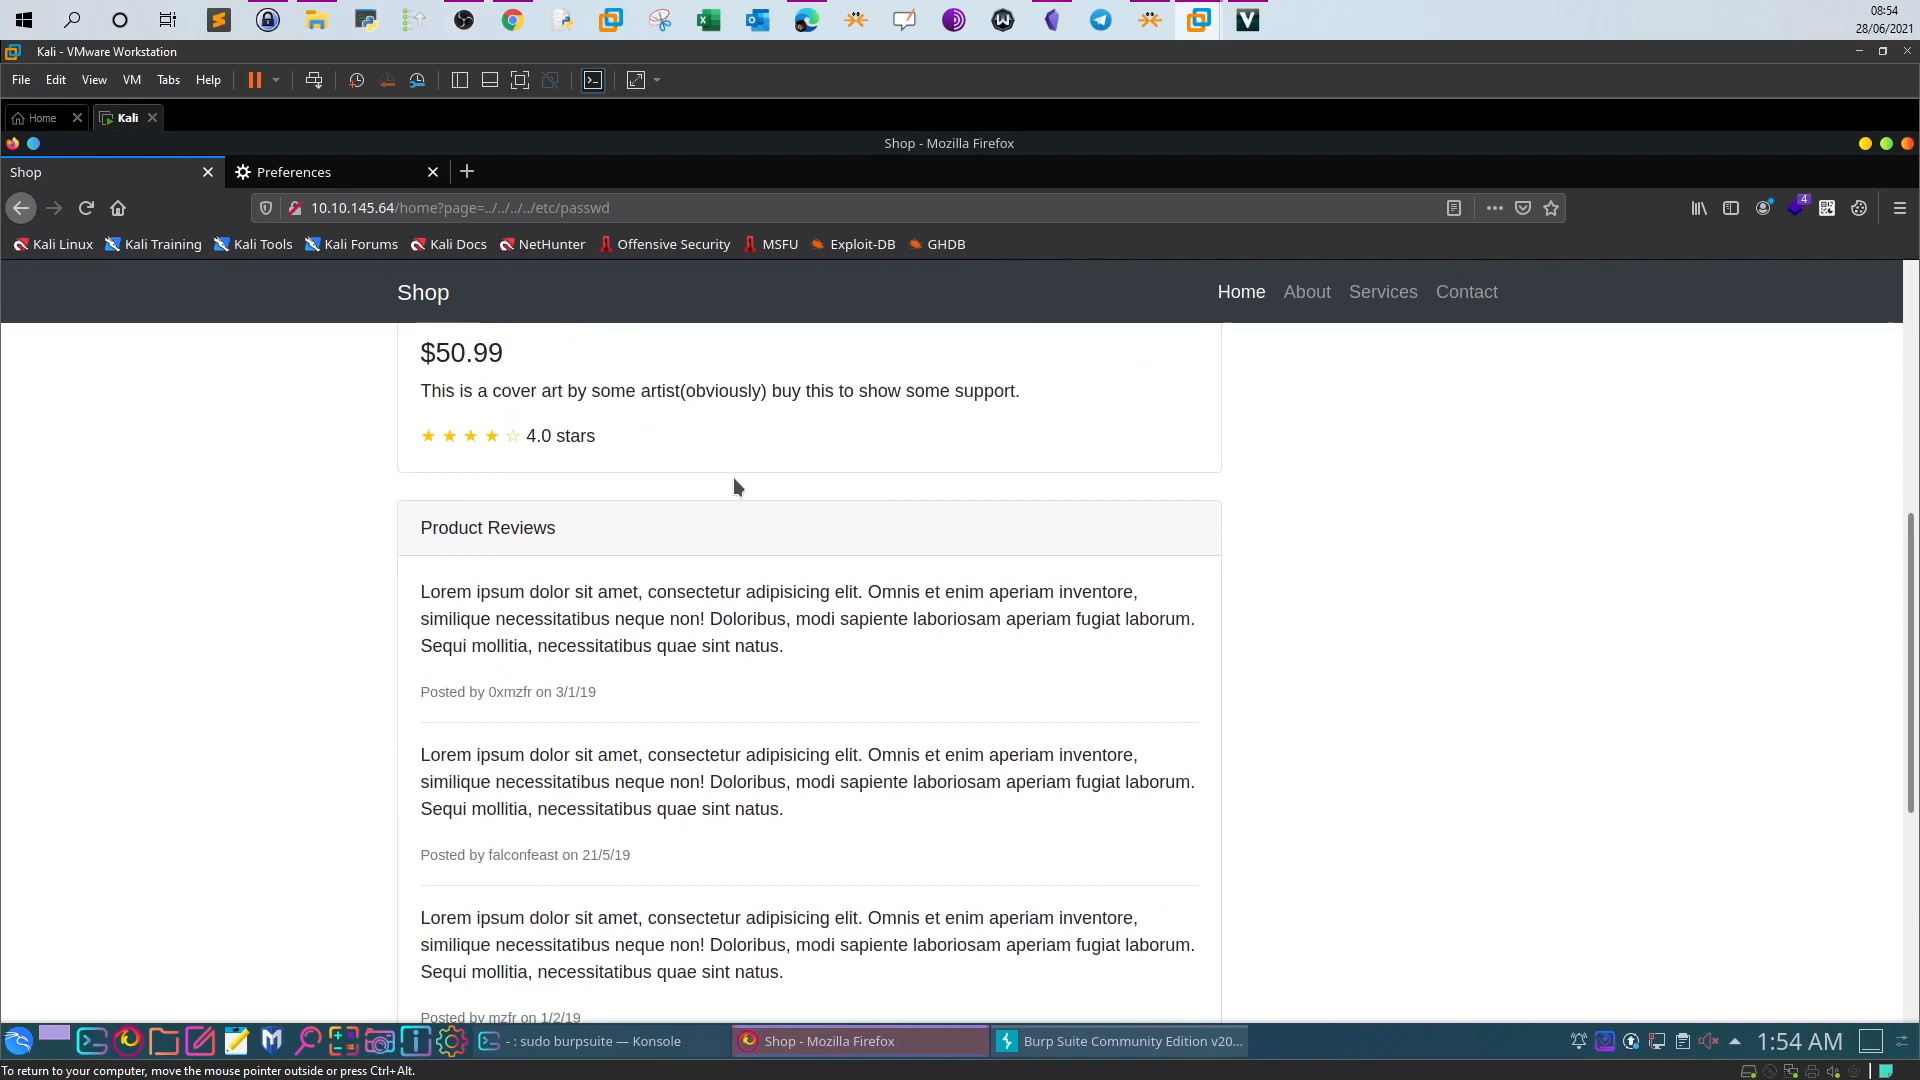 08:54
28/06/2021
Kali - VMware Workstation
File Edit View VM Tabs Help
Home Kali
Shop - Mozilla Firefox
Shop Preferences
10.10.145.64/home?page=../../../../etc/passwd
4
Kali Linux Kali Training Kali Tools Kali Forums Kali Docs NetHunter Offensive Security MSFU Exploit-DB GHDB
Shop Home About Services Contact
$50.99
This is a cover art by some artist(obviously) buy this to show some support.
★ ★ ★ ★ ☆ 4.0 stars
Product Reviews
Lorem ipsum dolor sit amet, consectetur adipisicing elit. Omnis et enim aperiam inventore,
similique necessitatibus neque non! Doloribus, modi sapiente laboriosam aperiam fugiat laborum.
Sequi mollitia, necessitatibus quae sint natus.
Posted by 0xmzfr on 3/1/19
Lorem ipsum dolor sit amet, consectetur adipisicing elit. Omnis et enim aperiam inventore,
similique necessitatibus neque non! Doloribus, modi sapiente laboriosam aperiam fugiat laborum.
Sequi mollitia, necessitatibus quae sint natus.
Posted by falconfeast on 21/5/19
Lorem ipsum dolor sit amet, consectetur adipisicing elit. Omnis et enim aperiam inventore,
similique necessitatibus neque non! Doloribus, modi sapiente laboriosam aperiam fugiat laborum.
Sequi mollitia, necessitatibus quae sint natus.
Posted by mzfr on 1/2/19
- : sudo burpsuite — Konsole Shop - Mozilla Firefox Burp Suite Community Edition v20... 1:54 AM
To return to your computer, move the mouse pointer outside or press Ctrl+Alt.